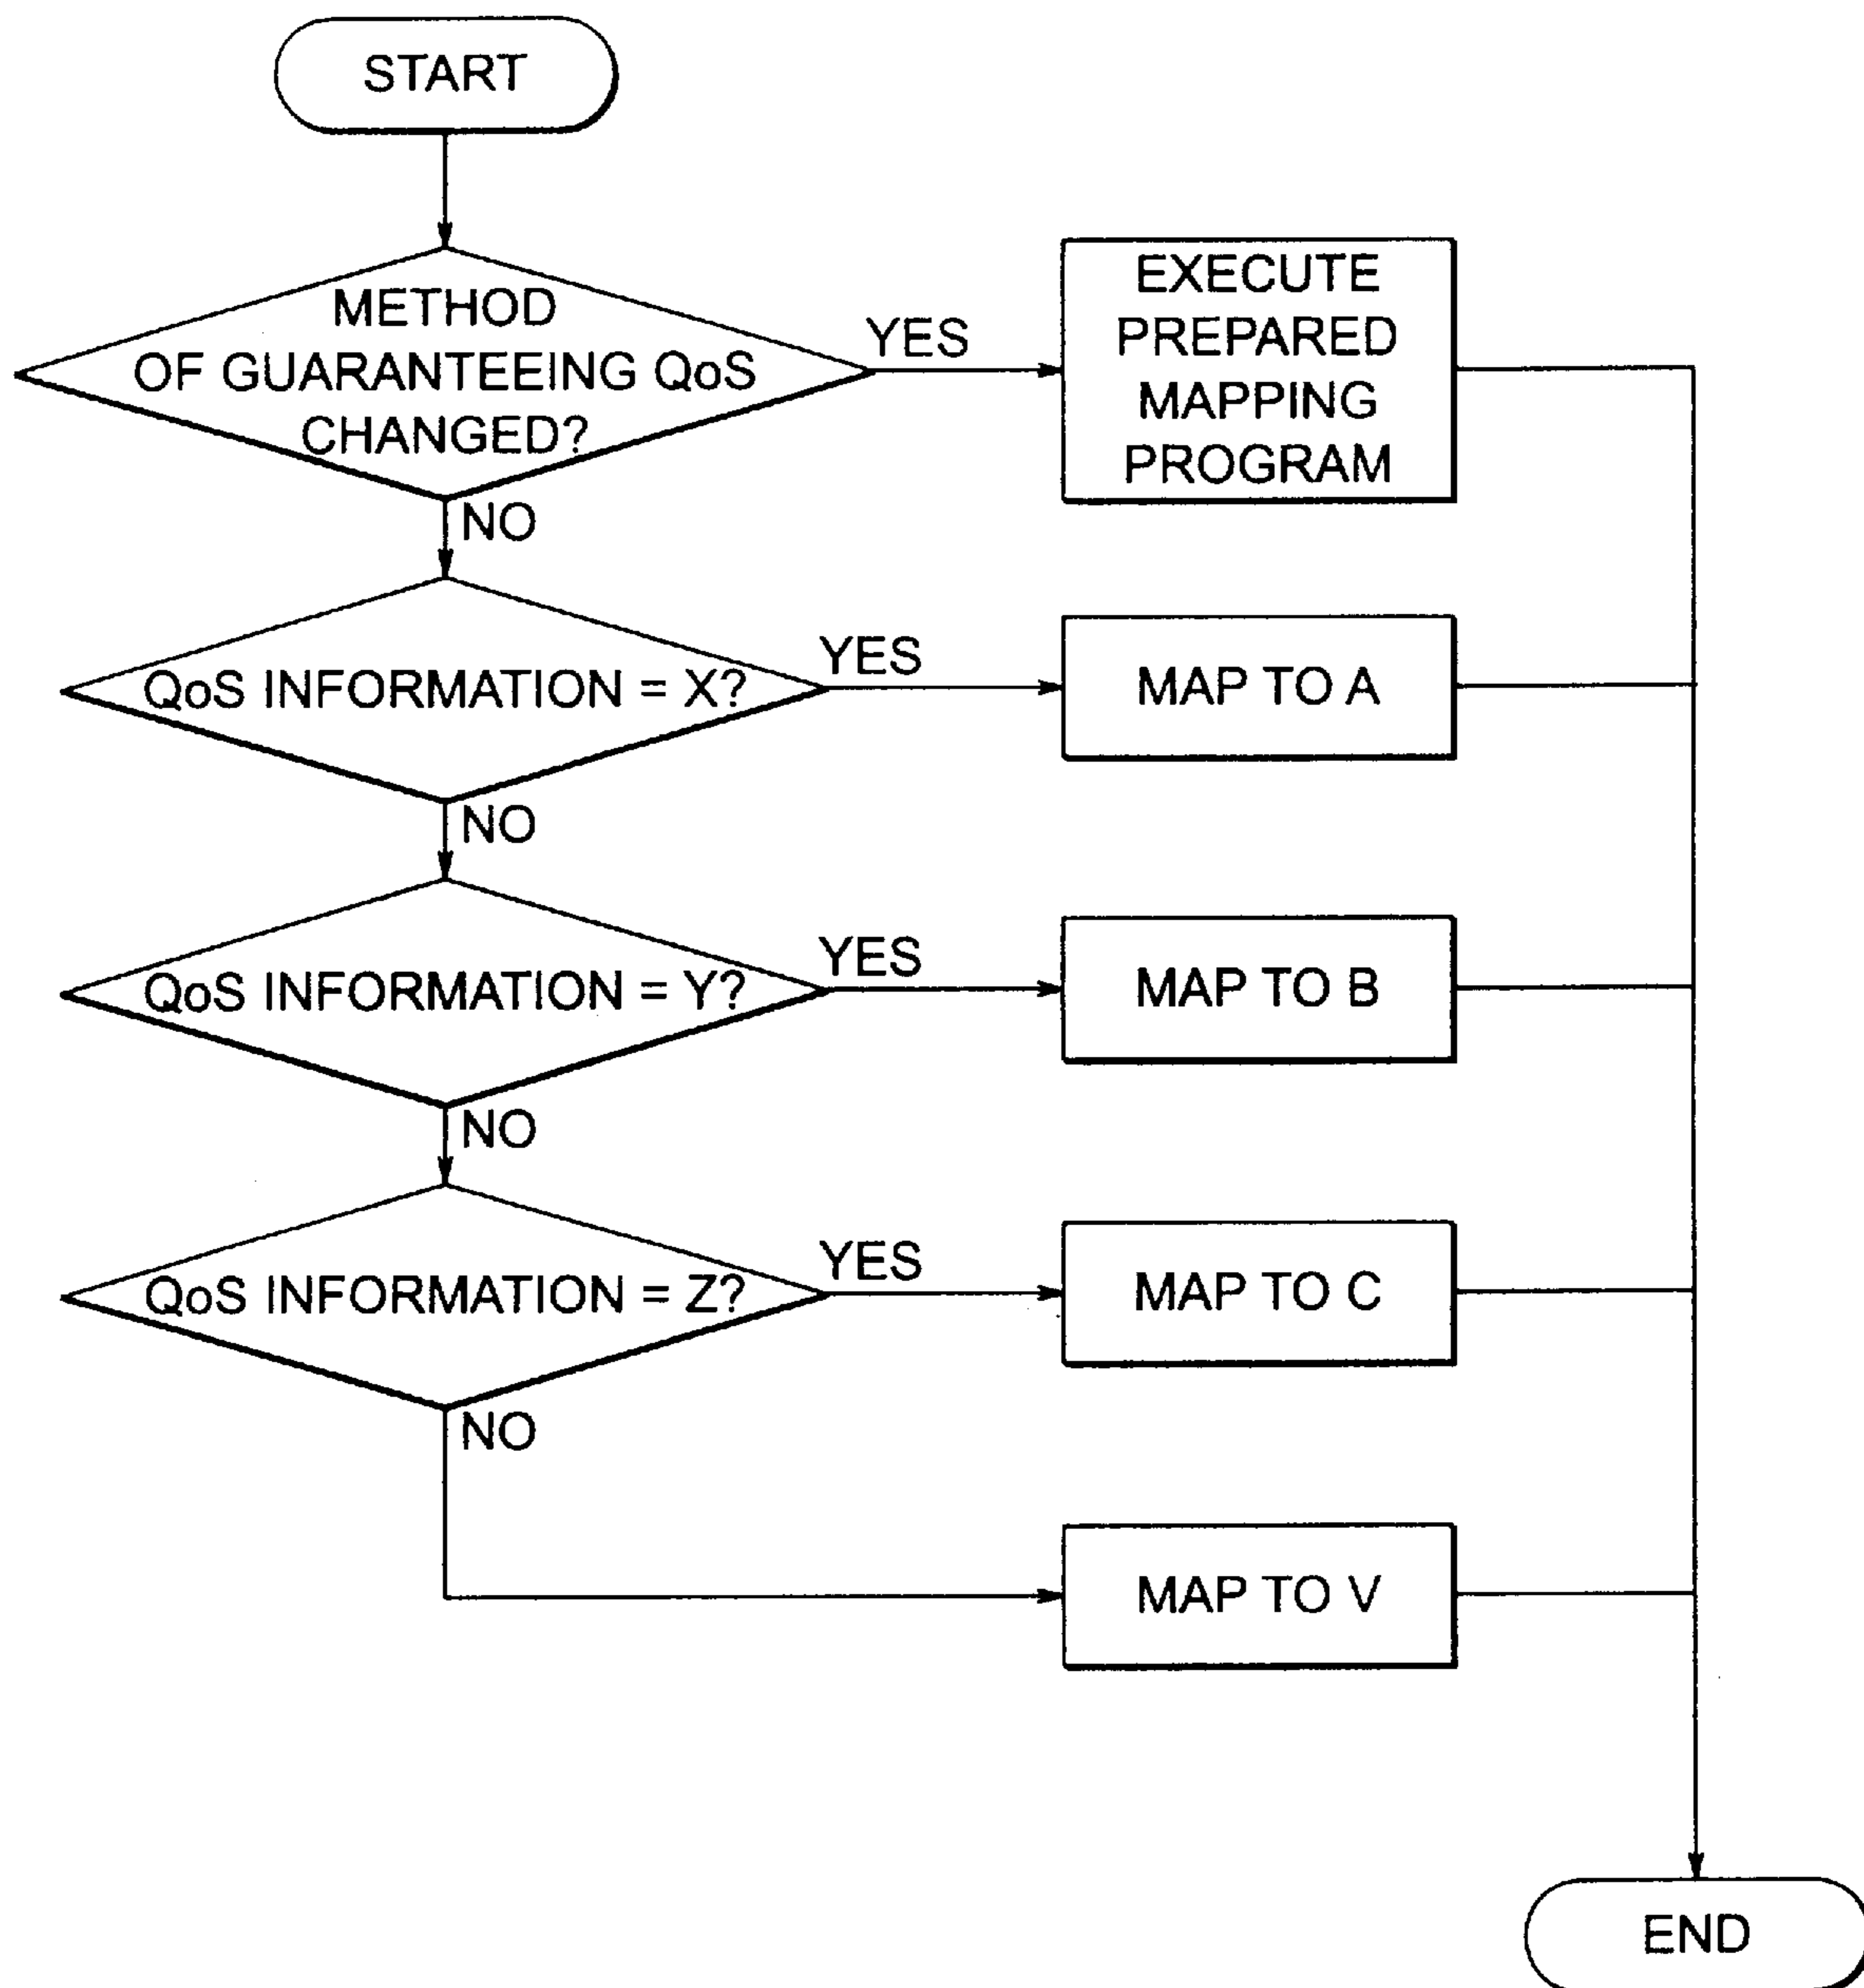 START
METHOD
OF GUARANTEEING QoS
CHANGED?
YES
EXECUTE
PREPARED
MAPPING
PROGRAM
NO
QoS INFORMATION = X?
YES
MAP TO A
NO
QoS INFORMATION = Y?
YES
MAP TO B
NO
QoS INFORMATION = Z?
YES
MAP TO C
NO
MAP TO V
END